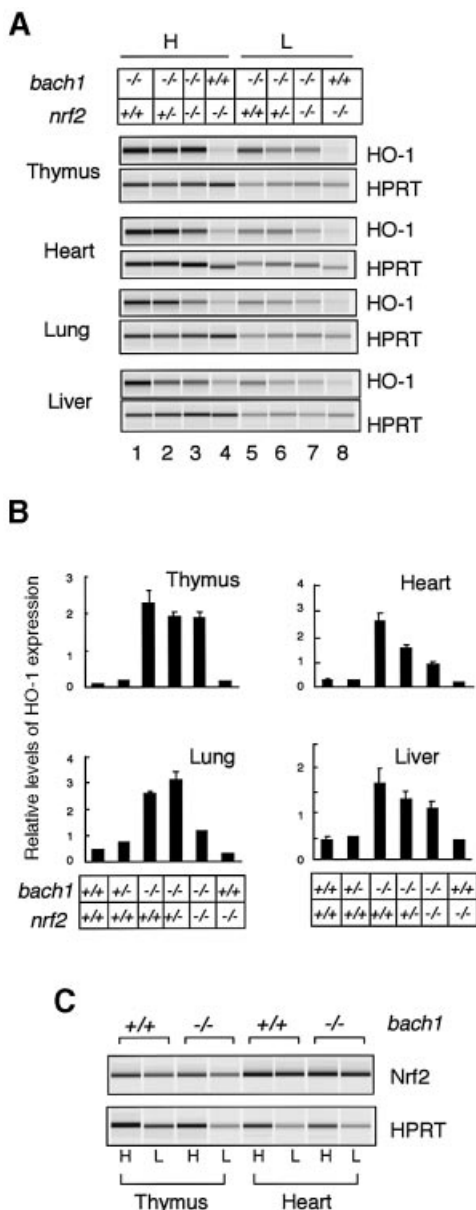 A
H L
bach1 -/- -/- -/- +/+ -/- -/- -/- +/+
nrf2 +/+ +/- -/- -/- +/+ +/- -/- -/-
Thymus
HO-1
HPRT
Heart
HO-1
HPRT
Lung
HO-1
HPRT
Liver
HO-1
HPRT
1 2 3 4 5 6 7 8
B
Relative levels of HO-1 expression
Thymus
3
2
1
0
Heart
4
3
2
1
0
Lung
4
3
2
1
0
Liver
2
1
0
bach1 +/+ +/- -/- -/- -/- +/+
nrf2 +/+ +/+ +/+ +/- -/- -/-
+/+ +/- -/- -/- -/- +/+
+/+ +/+ +/+ +/- -/- -/-
C
+/+ -/- +/+ -/- bach1
Nrf2
HPRT
H L H L H L H L
Thymus Heart